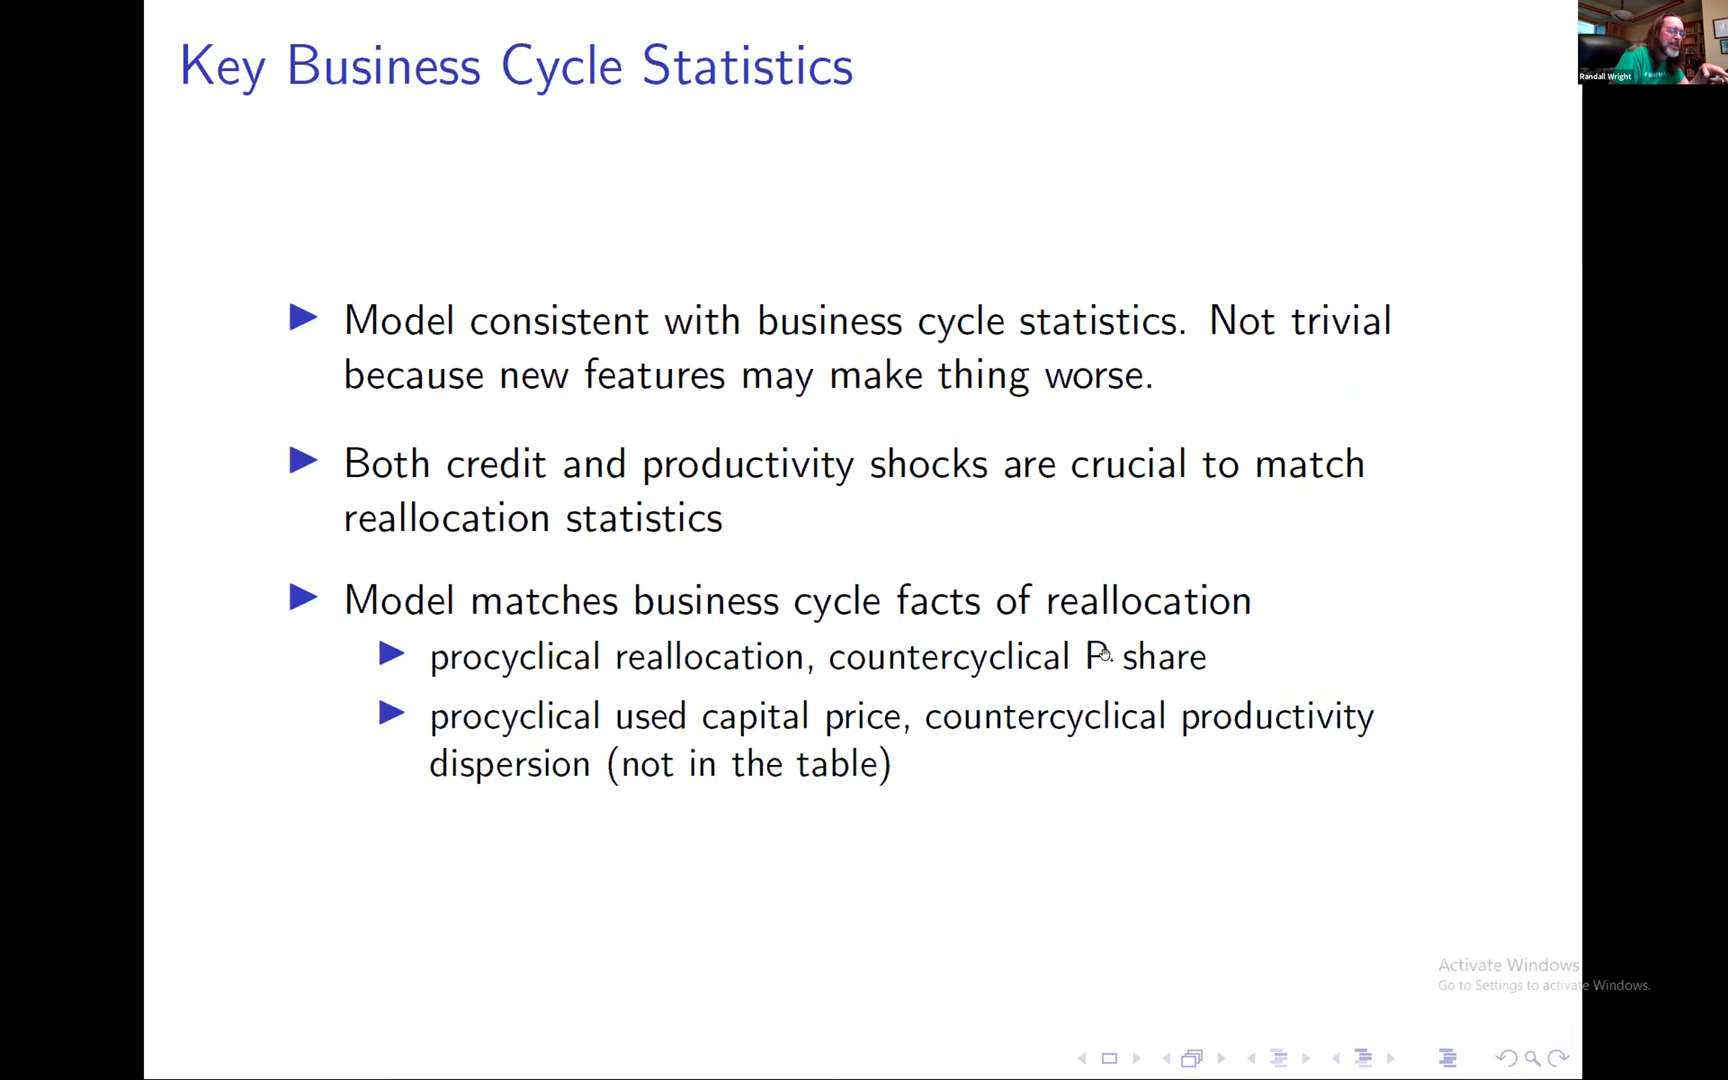 Key Business Cycle Statistics
Randall Wright
Model consistent with business cycle statistics. Not trivial
because new features may make thing worse.
Both credit and productivity shocks are crucial to match
reallocation statistics
Model matches business cycle facts of reallocation
procyclical reallocation, countercyclical P share
procyclical used capital price, countercyclical productivity
dispersion (not in the table)
Activate Windows
Go to Settings to activate Windows.